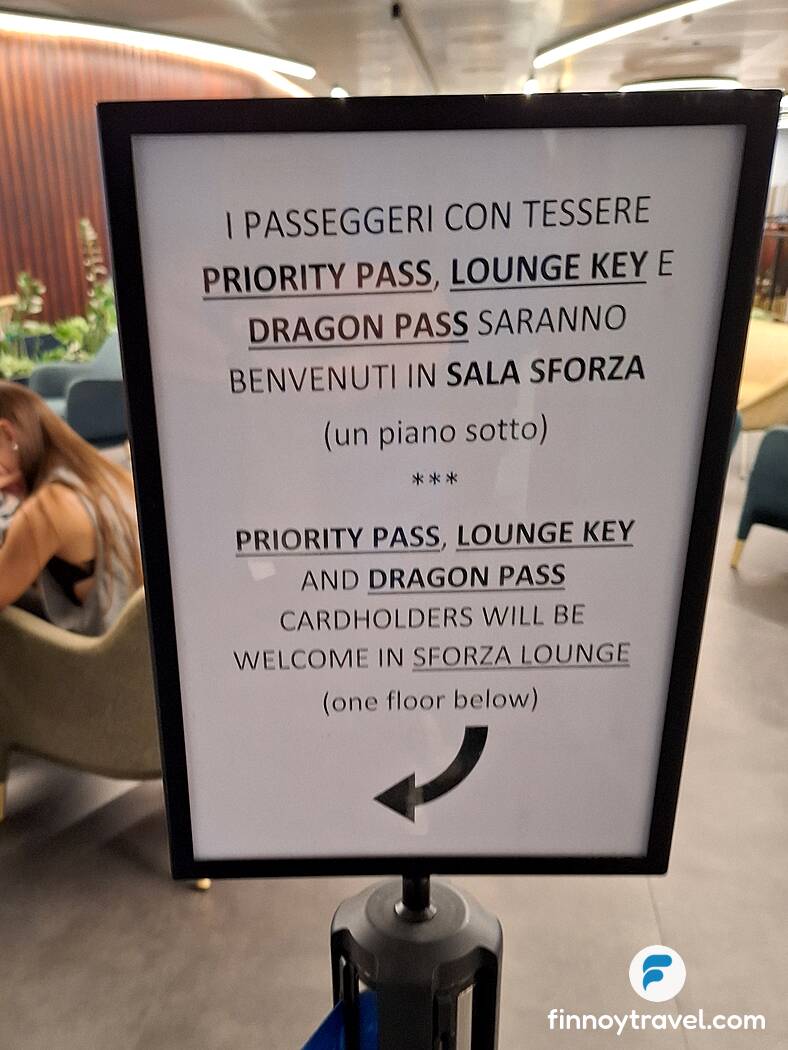 I PASSEGGERI CON TESSERE
PRIORITY PASS, LOUNGE KEY E
DRAGON PASS SARANNO
BENVENUTI IN SALA SFORZA
(un piano sotto)
***
PRIORITY PASS, LOUNGE KEY
AND DRAGON PASS
CARDHOLDERS WILL BE
WELCOME IN SFORZA LOUNGE
(one floor below)
finnoytravel.com